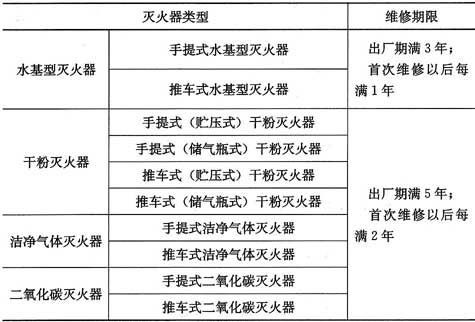 灭火器类型 维修期限
水基型灭火器 手提式水基型灭火器 出厂期满3年;
首次维修以后每
满1年
推车式水基型灭火器
干粉灭火器 手提式(贮压式)干粉灭火器 出厂期满5年;
首次维修以后每
满2年
手提式(储气瓶式)干粉灭火器
推车式(贮压式)干粉灭火器
推车式(储气瓶式)干粉灭火器
洁净气体灭火器 手提式洁净气体灭火器
推车式洁净气体灭火器
二氧化碳灭火器 手提式二氧化碳灭火器
推车式二氧化碳灭火器